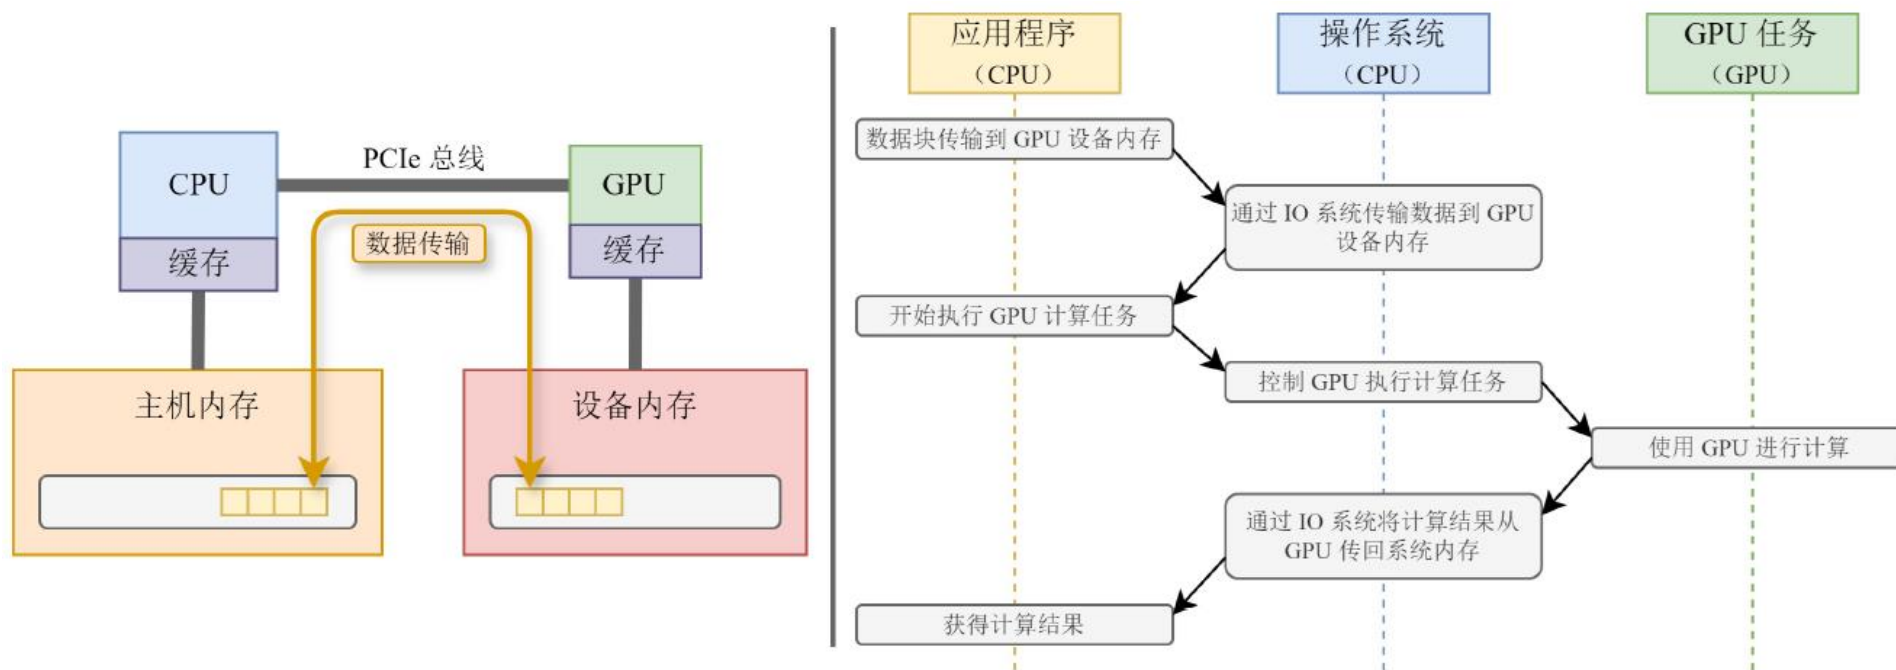 PCIe 总线
CPU
GPU
缓存
数据传输
缓存
主机内存
设备内存
应用程序
（CPU）
操作系统
（CPU）
GPU 任务
（GPU）
数据块传输到 GPU 设备内存
通过 IO 系统传输数据到 GPU
设备内存
开始执行 GPU 计算任务
控制 GPU 执行计算任务
使用 GPU 进行计算
通过 IO 系统将计算结果从
GPU 传回系统内存
获得计算结果